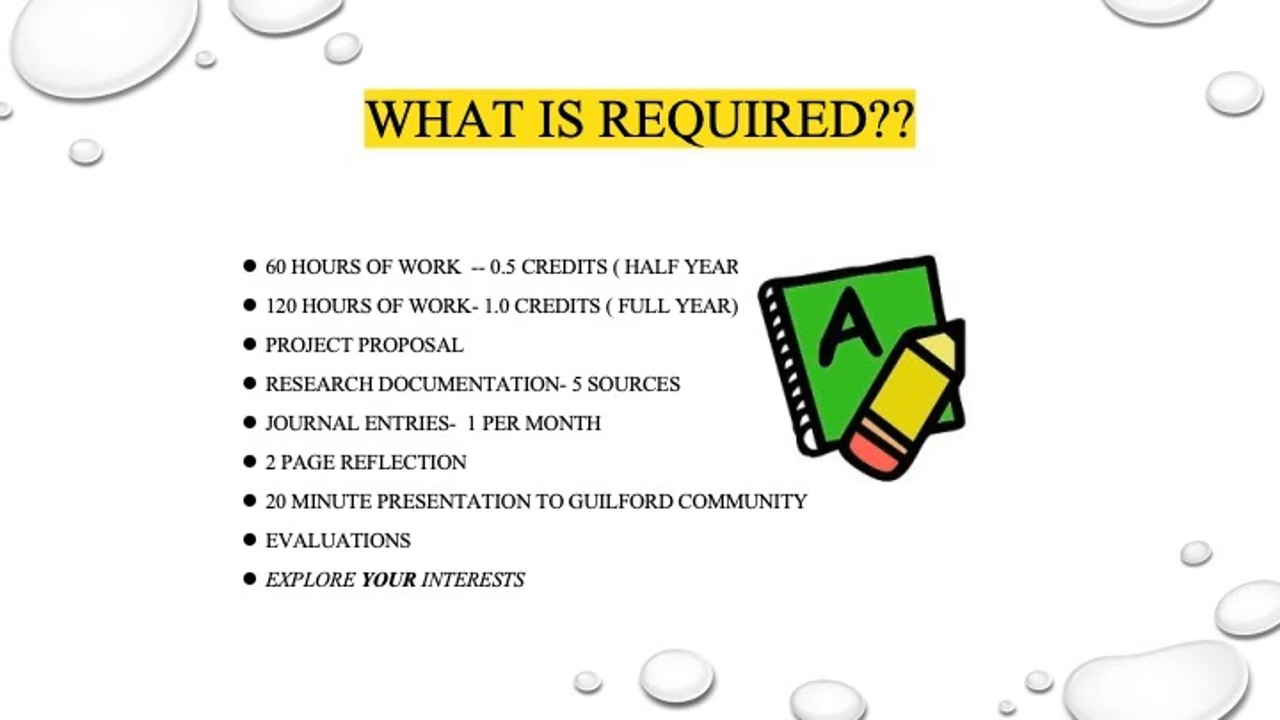 WHAT IS REQUIRED??
● 60 HOURS OF WORK -- 0.5 CREDITS ( HALF YEAR
● 120 HOURS OF WORK- 1.0 CREDITS ( FULL YEAR)
● PROJECT PROPOSAL
● RESEARCH DOCUMENTATION- 5 SOURCES
● JOURNAL ENTRIES- 1 PER MONTH
● 2 PAGE REFLECTION
● 20 MINUTE PRESENTATION TO GUILFORD COMMUNITY
● EVALUATIONS
● EXPLORE YOUR INTERESTS
A